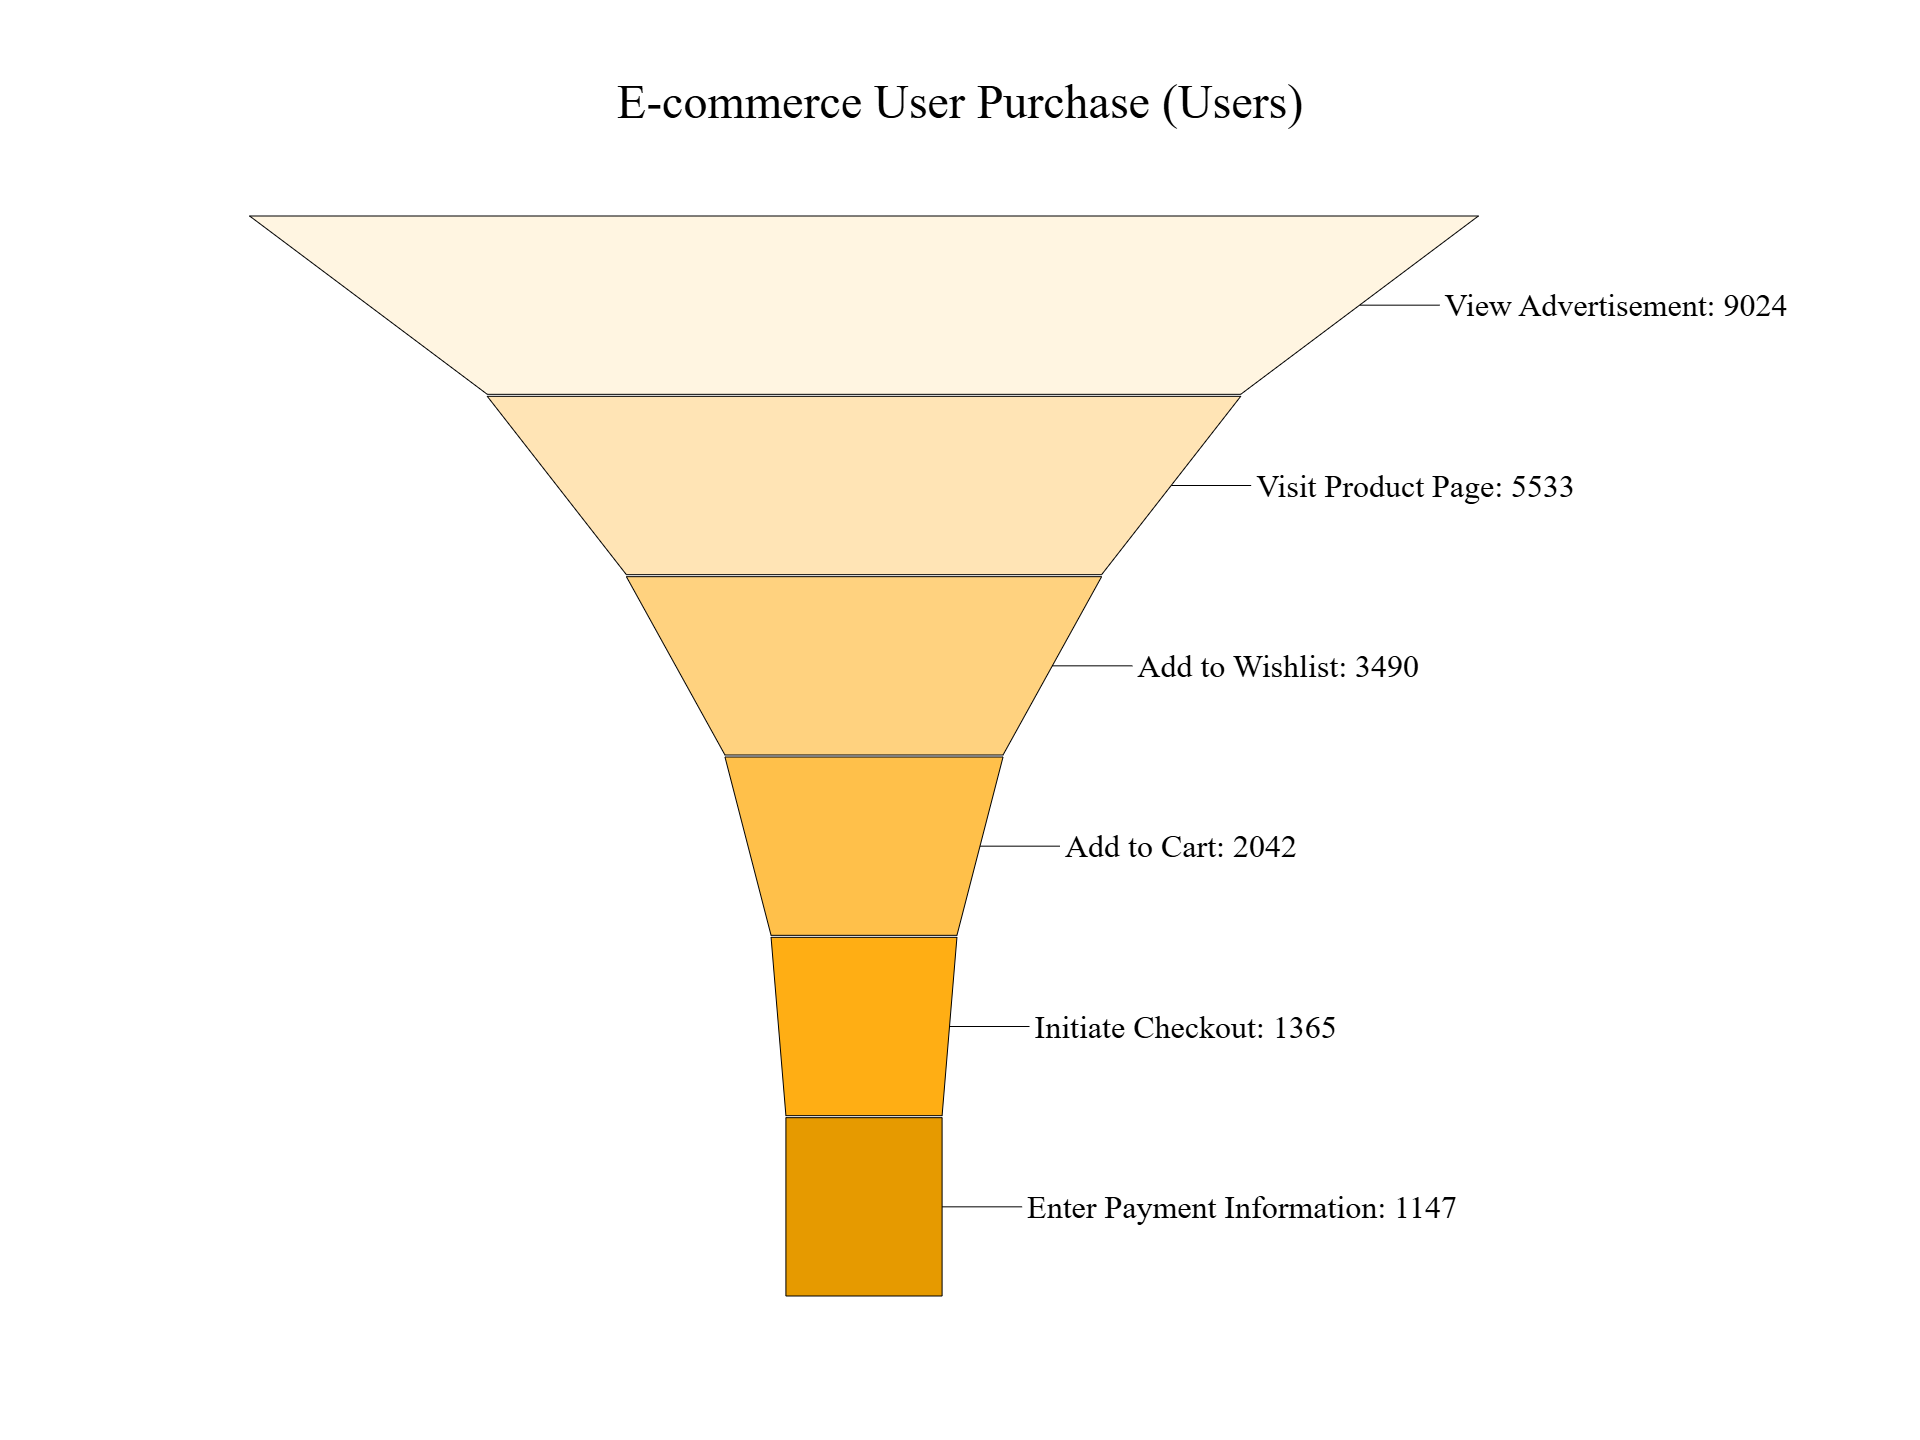 E-commerce User Purchase (Users)
View Advertisement: 9024
Visit Product Page: 5533
Add to Wishlist: 3490
Add to Cart: 2042
Initiate Checkout: 1365
Enter Payment Information: 1147